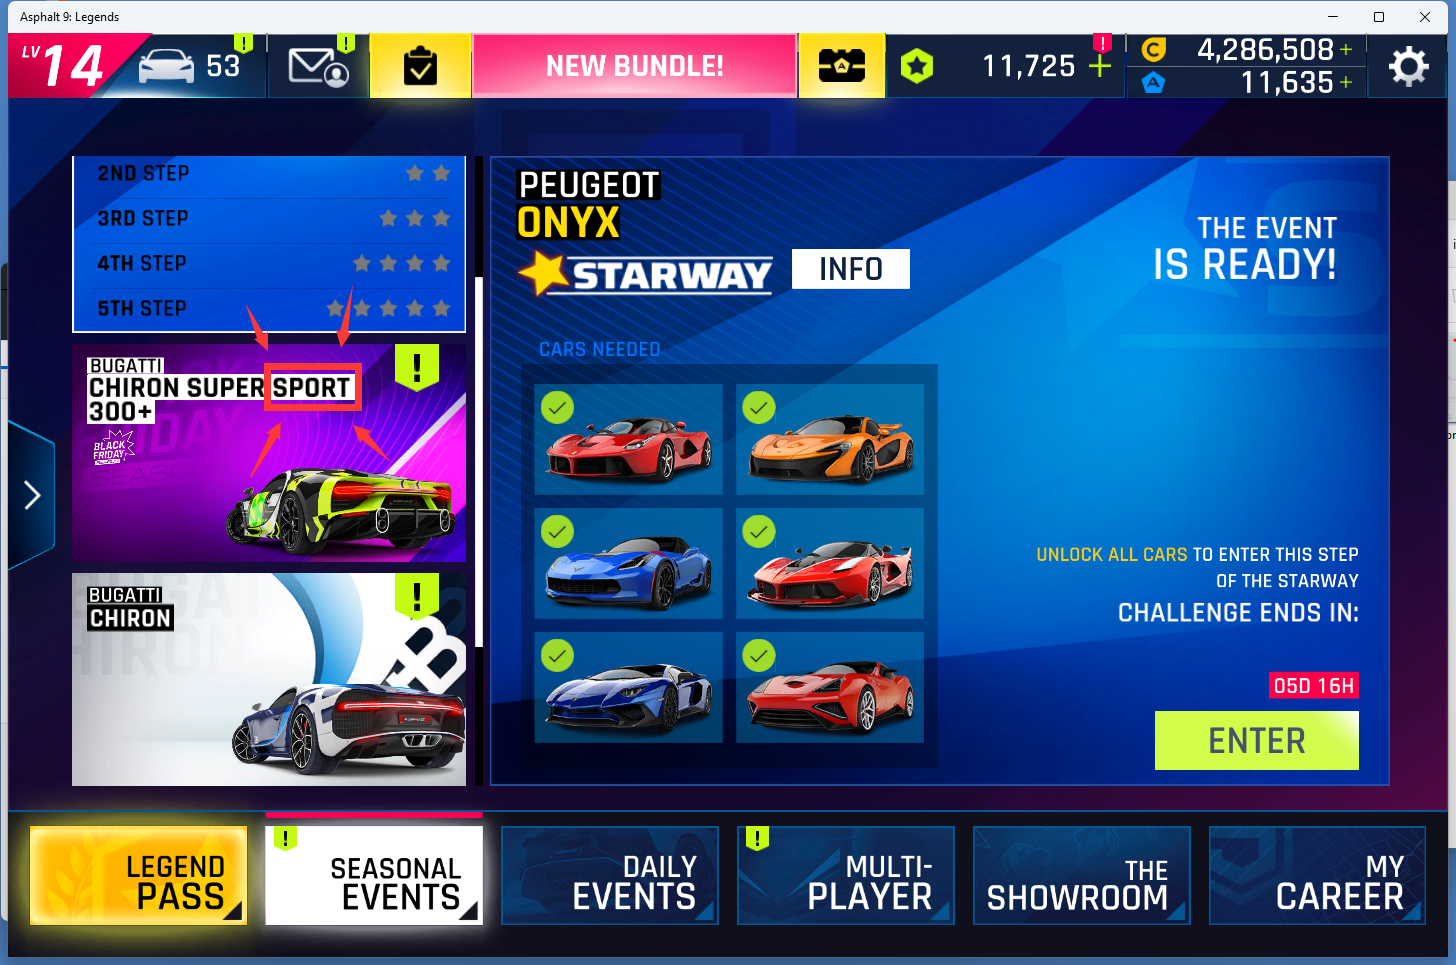 Asphalt 9: Legends
LV 14
53
NEW BUNDLE!
11,725
4,286,508
11,635
2ND STEP
3RD STEP
4TH STEP
5TH STEP
BUGATTI
CHIRON SUPER SPORT
300+
BLACK
FRIDAY
BUGATTI
CHIRON
PEUGEOT
ONYX
STARWAY
INFO
THE EVENT
IS READY!
CARS NEEDED
UNLOCK ALL CARS TO ENTER THIS STEP
OF THE STARWAY
CHALLENGE ENDS IN:
05D 16H
ENTER
LEGEND
PASS
SEASONAL
EVENTS
DAILY
EVENTS
MULTI-
PLAYER
THE
SHOWROOM
MY
CAREER